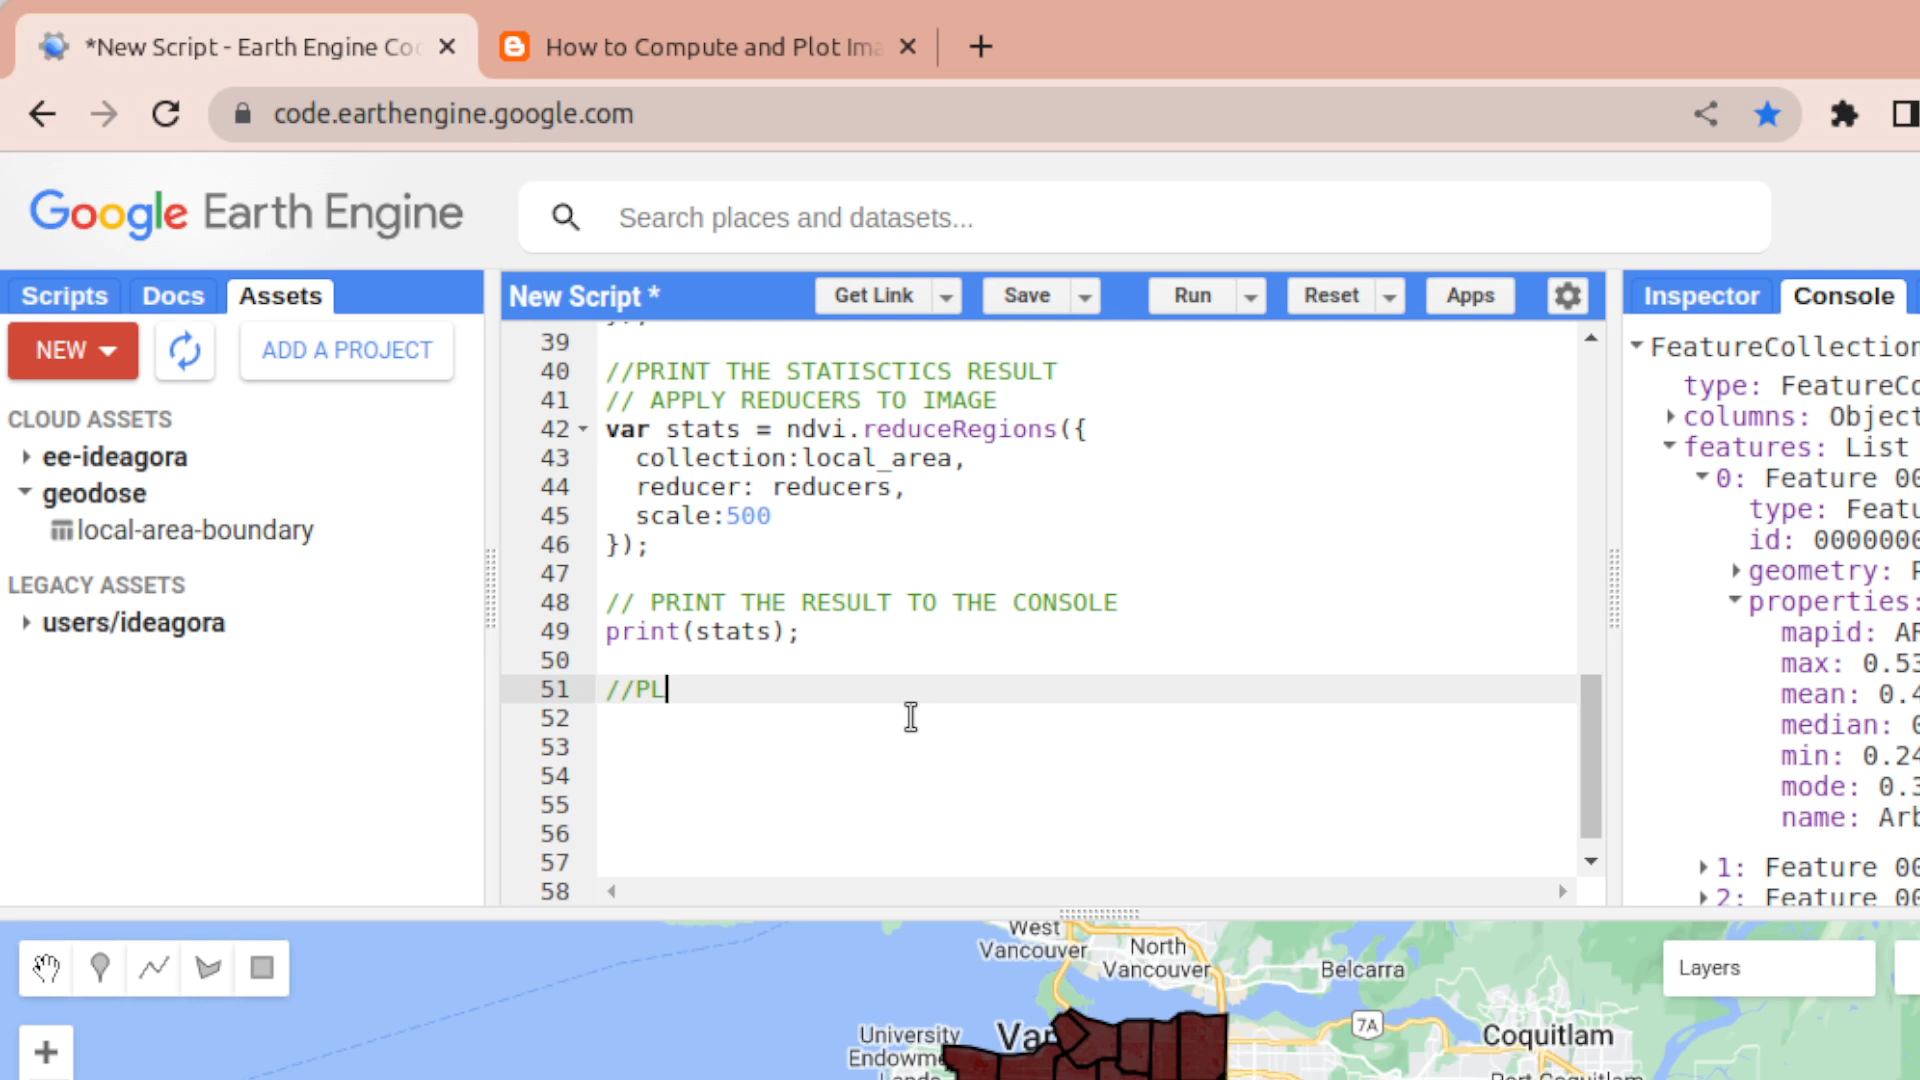 *New Script - Earth Engine Co
How to Compute and Plot Ima
code.earthengine.google.com
Google Earth Engine
Search places and datasets...
Scripts Docs Assets
New Script *
Get Link Save Run Reset Apps
Inspector Console
NEW
ADD A PROJECT
CLOUD ASSETS
ee-ideagora
geodose
local-area-boundary
LEGACY ASSETS
users/ideagora
39
40 //PRINT THE STATISCTICS RESULT
41 // APPLY REDUCERS TO IMAGE
42 var stats = ndvi.reduceRegions({
43 collection:local_area,
44 reducer: reducers,
45 scale:500
46 });
47
48 // PRINT THE RESULT TO THE CONSOLE
49 print(stats);
50
51 //PL
52
53
54
55
56
57
58
FeatureCollection
type: FeatureCo
columns: Object
features: List
0: Feature 00
type: Featu
id: 0000000
geometry: P
properties:
mapid: AF
max: 0.53
mean: 0.4
median: 0
min: 0.24
mode: 0.3
name: Arb
1: Feature 00
2: Feature 00
West
Vancouver
North
Vancouver
Belcarra
Layers
University
Endowme
Lands
Van
7A
Coquitlam
Port Coquitlam